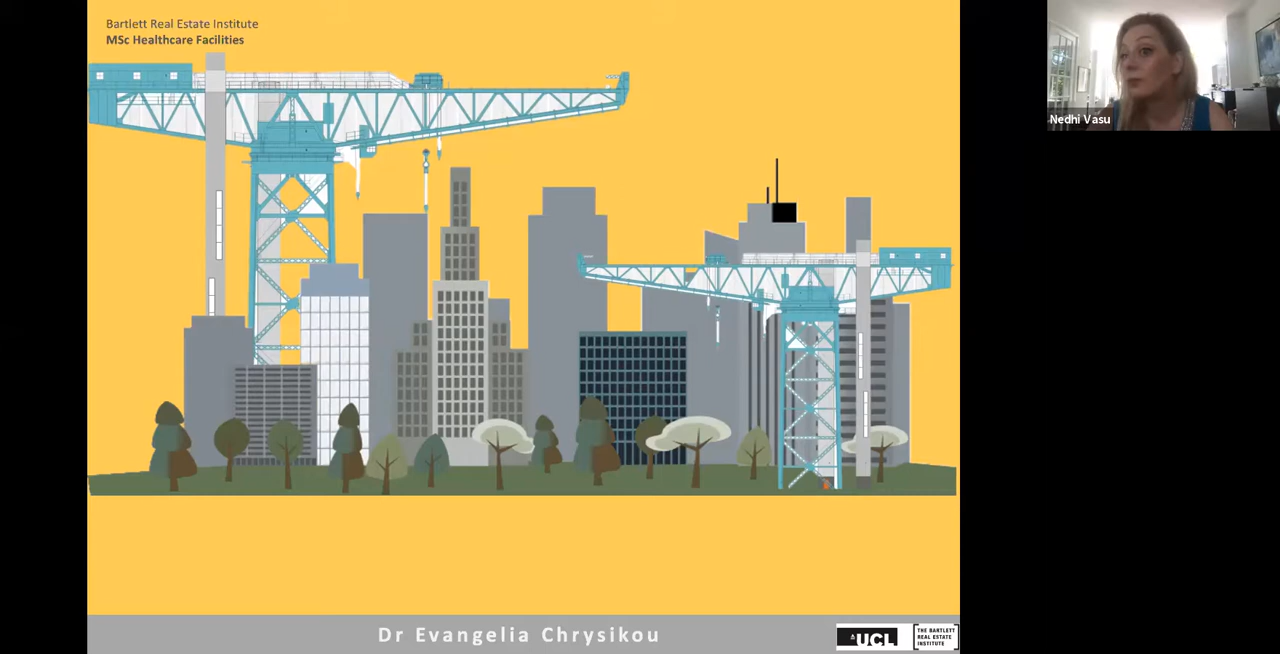 Bartlett Real Estate Institute
MSc Healthcare Facilities
Nedhi Vasu
Dr Evangelia Chrysikou
UCL
THE BARTLETT
REAL ESTATE
INSTITUTE